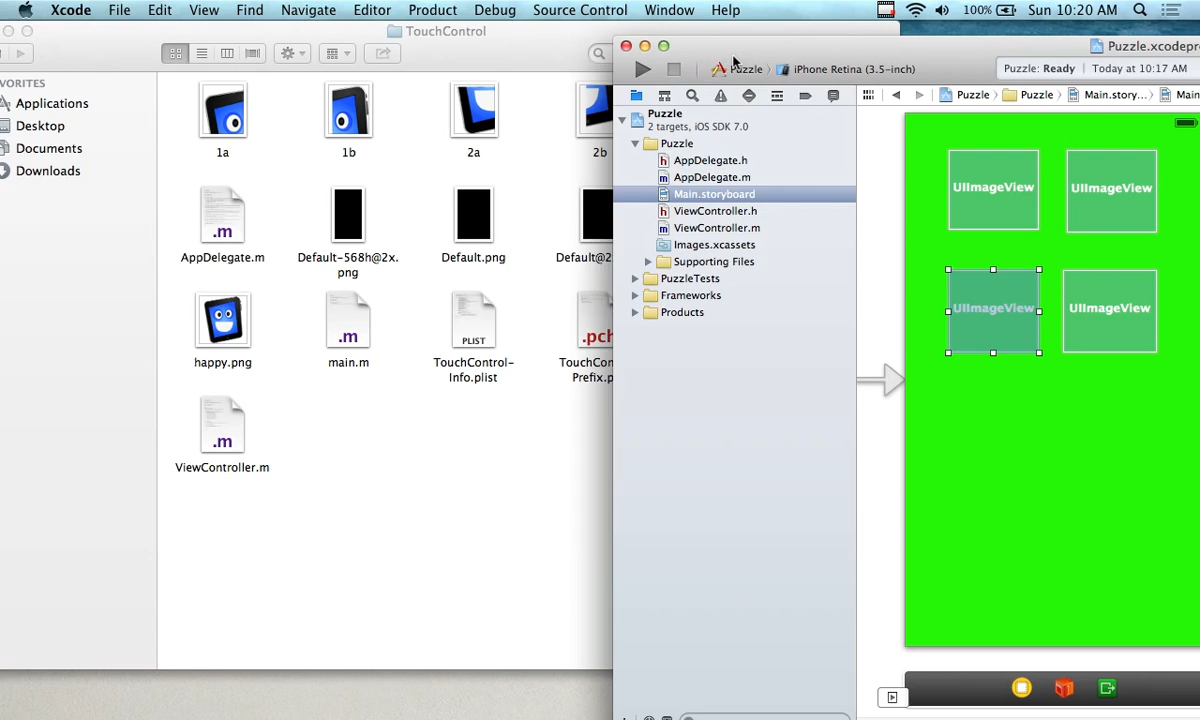 Xcode File Edit View Find Navigate Editor Product Debug Source Control Window Help 100% Sun 10:20 AM
TouchControl
VORITES
Applications
Desktop
Documents
Downloads
1a 1b 2a 2b
.m
AppDelegate.m
Default-568h@2x.
png
Default.png
Default@2
happy.png
.m
main.m
PLIST
TouchControl-
Info.plist
.pch
TouchCon
Prefix.p
.m
ViewController.m
Puzzle.xcodepro
Puzzle iPhone Retina (3.5-inch)
Puzzle: Ready Today at 10:17 AM
Puzzle Puzzle Main.story... Main
Puzzle
2 targets, iOS SDK 7.0
Puzzle
h AppDelegate.h
m AppDelegate.m
Main.storyboard
h ViewController.h
m ViewController.m
Images.xcassets
Supporting Files
PuzzleTests
Frameworks
Products
UIImageView UIImageView
UIImageView UIImageView